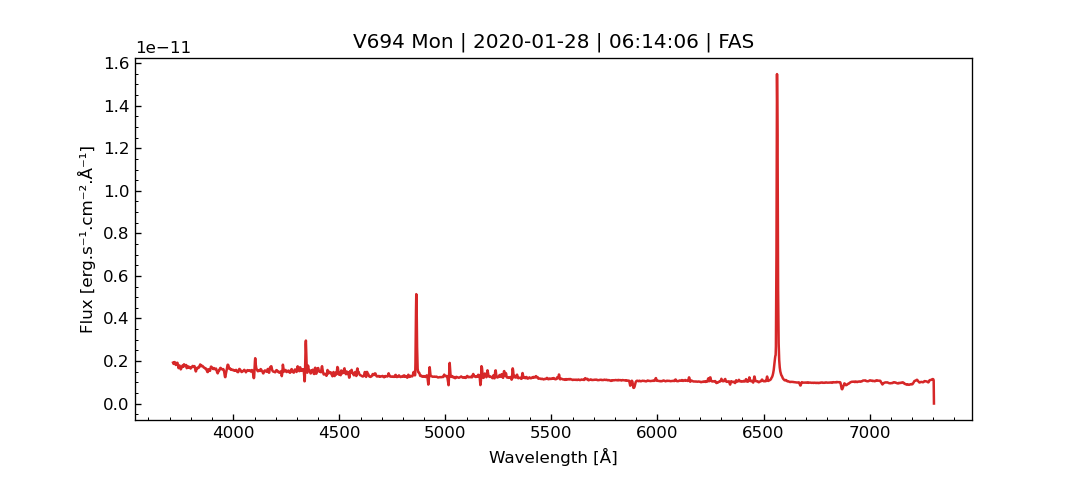 V694 Mon | 2020-01-28 | 06:14:06 | FAS
1e−11
1.6
1.4
1.2
1.0
0.8
0.6
0.4
0.2
0.0
Flux [erg.s⁻¹.cm⁻².Å⁻¹]
4000 4500 5000 5500 6000 6500 7000
Wavelength [Å]